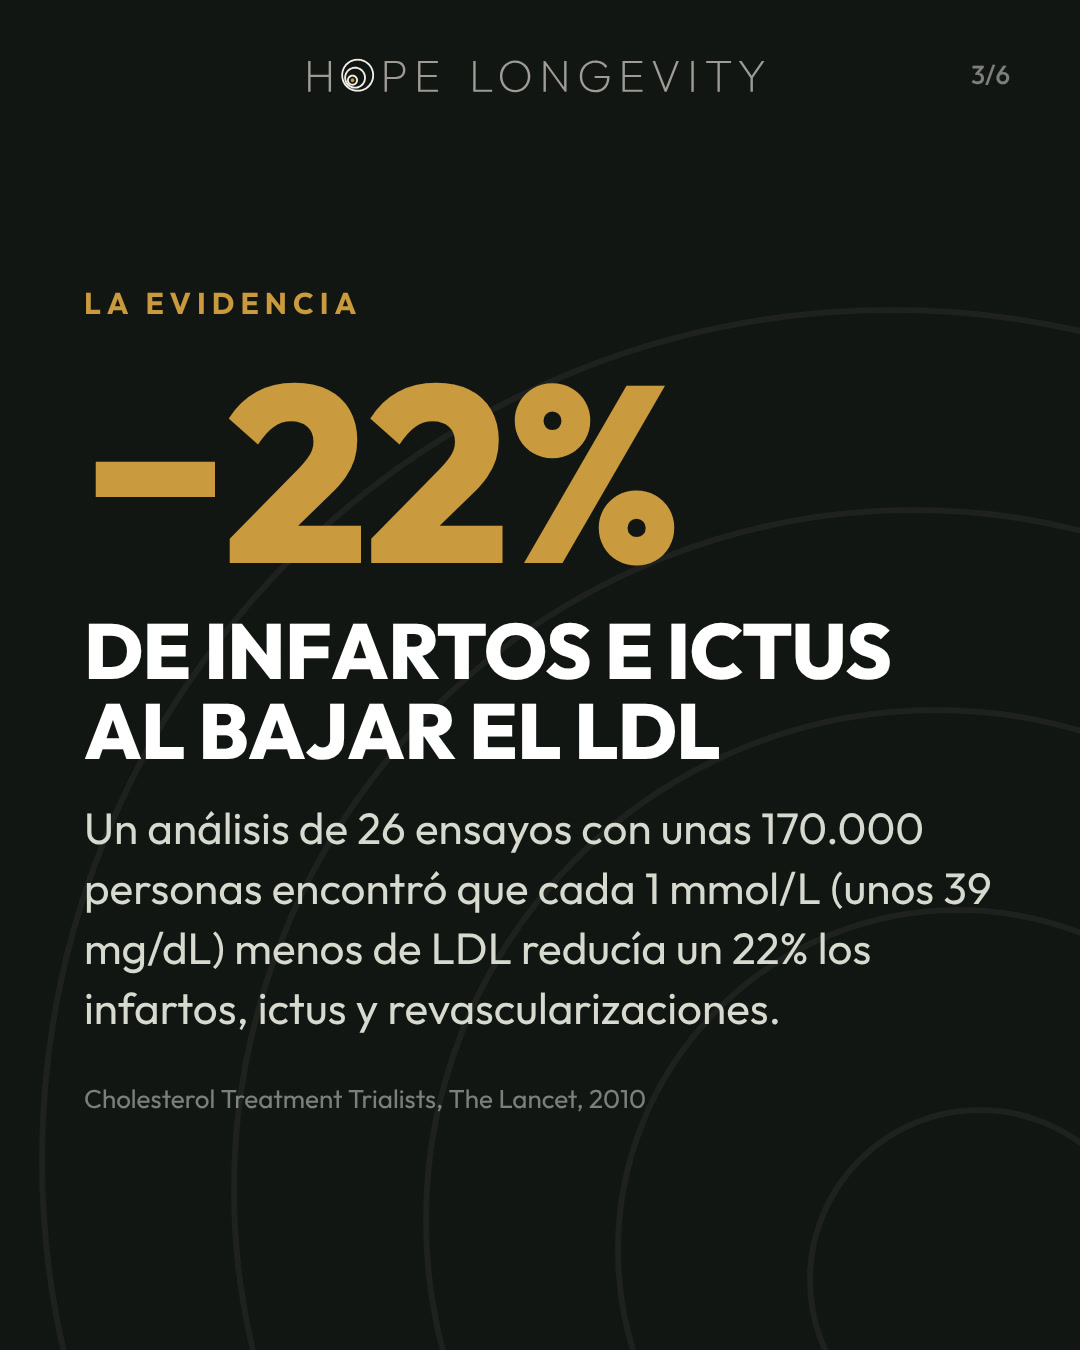 HOPE LONGEVITY
3/6
LA EVIDENCIA
–22%
DE INFARTOS E ICTUS
AL BAJAR EL LDL
Un análisis de 26 ensayos con unas 170.000
personas encontró que cada 1 mmol/L (unos 39
mg/dL) menos de LDL reducía un 22% los
infartos, ictus y revascularizaciones.
Cholesterol Treatment Trialists, The Lancet, 2010